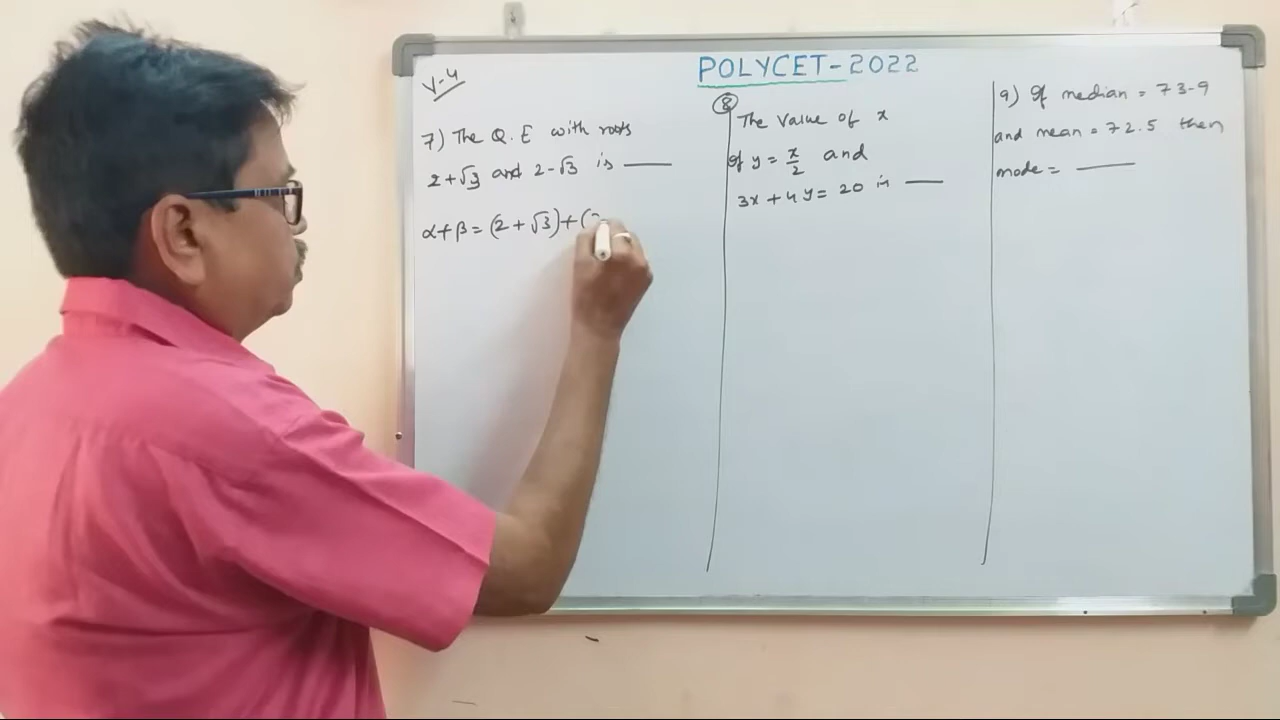 POLYCET-2022
V-4
7) The Q.E with roots
2+√3 and 2-√3 is ___
α+β=(2+√3)+(2
8
The value of x
If y = x/2 and
3x+4y=20 is ___
9) If median = 73-9
and mean = 72.5 then
mode = ___